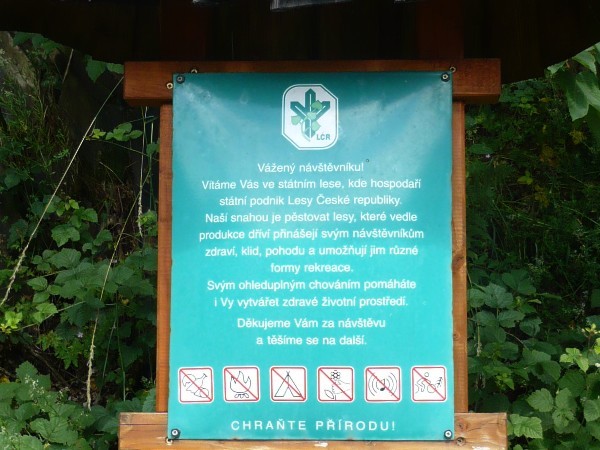 LČR
Vážený návštěvníku!
Vítáme Vás ve státním lese, kde hospodaří
státní podnik Lesy České republiky.
Naší snahou je pěstovat lesy, které vedle
produkce dříví přinášejí svým návštěvníkům
zdraví, klid, pohodu a umožňují jim různé
formy rekreace.
Svým ohleduplným chováním pomáháte
i Vy vytvářet zdravé životní prostředí.
Děkujeme Vám za návštěvu
a těšíme se na další.
CHRAŇTE PŘÍRODU!